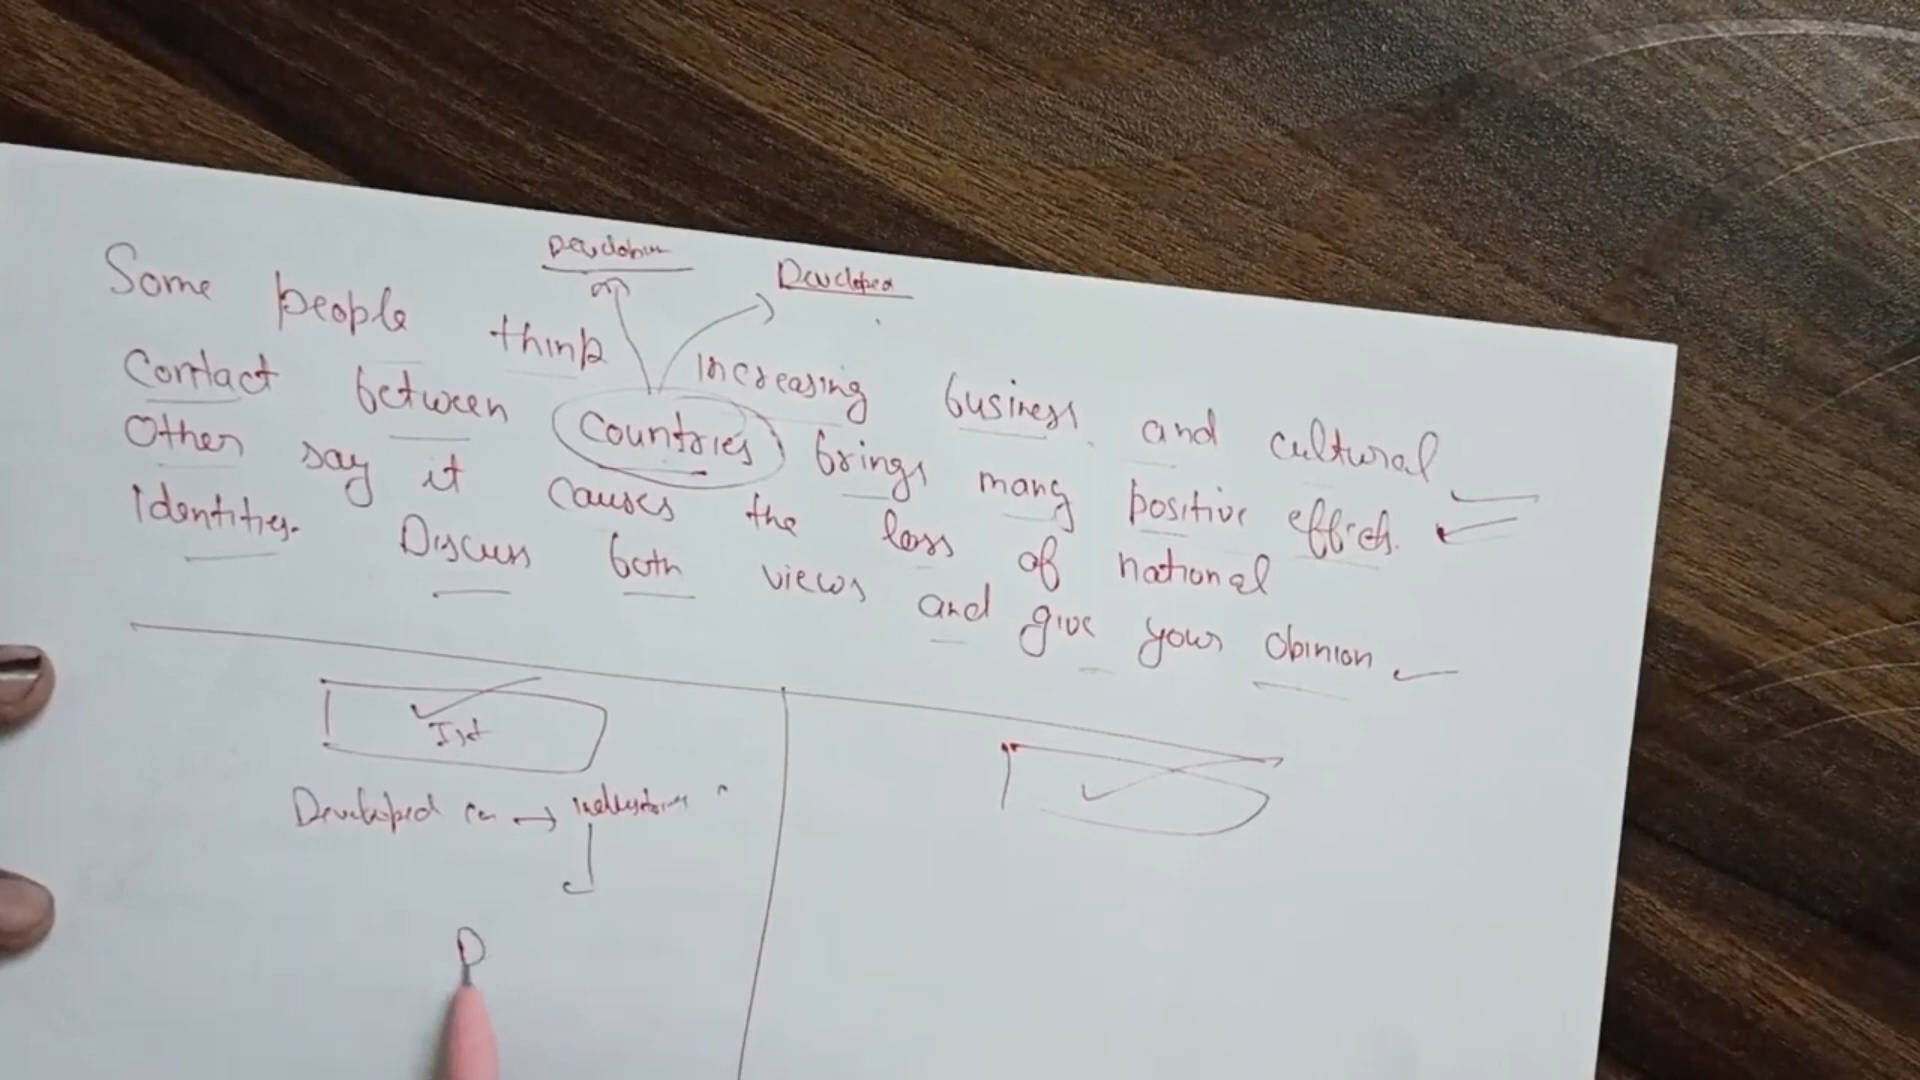 Developed
Some people think increasing business and cultural
Contact between Countries brings many positive effects.
Other say it causes the loss of national
Identities. Discuss both views and give your opinion
Ist
Developed →
D